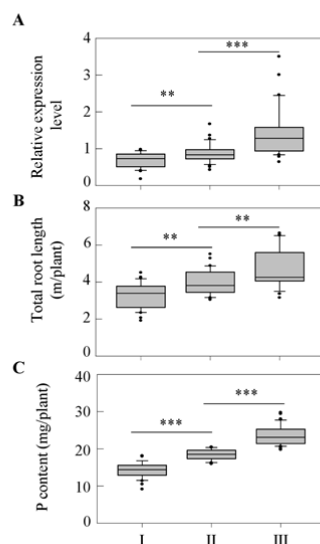 A
Relative expression
level
4
3
2
1
0
**
***
B
Total root length
(m/plant)
8
6
4
2
0
**
**
C
P content (mg/plant)
40
30
20
10
0
***
***
I II III